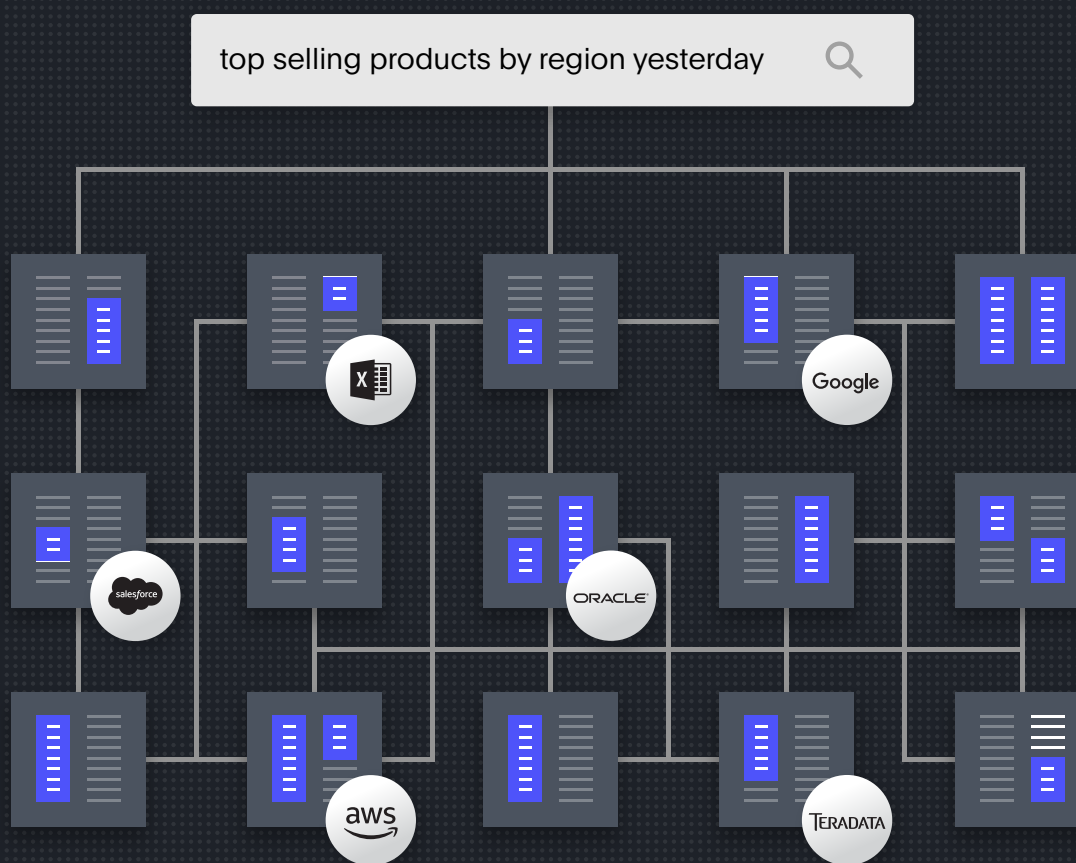 top selling products by region yesterday
X
Google
salesforce
ORACLE
aws
TERADATA